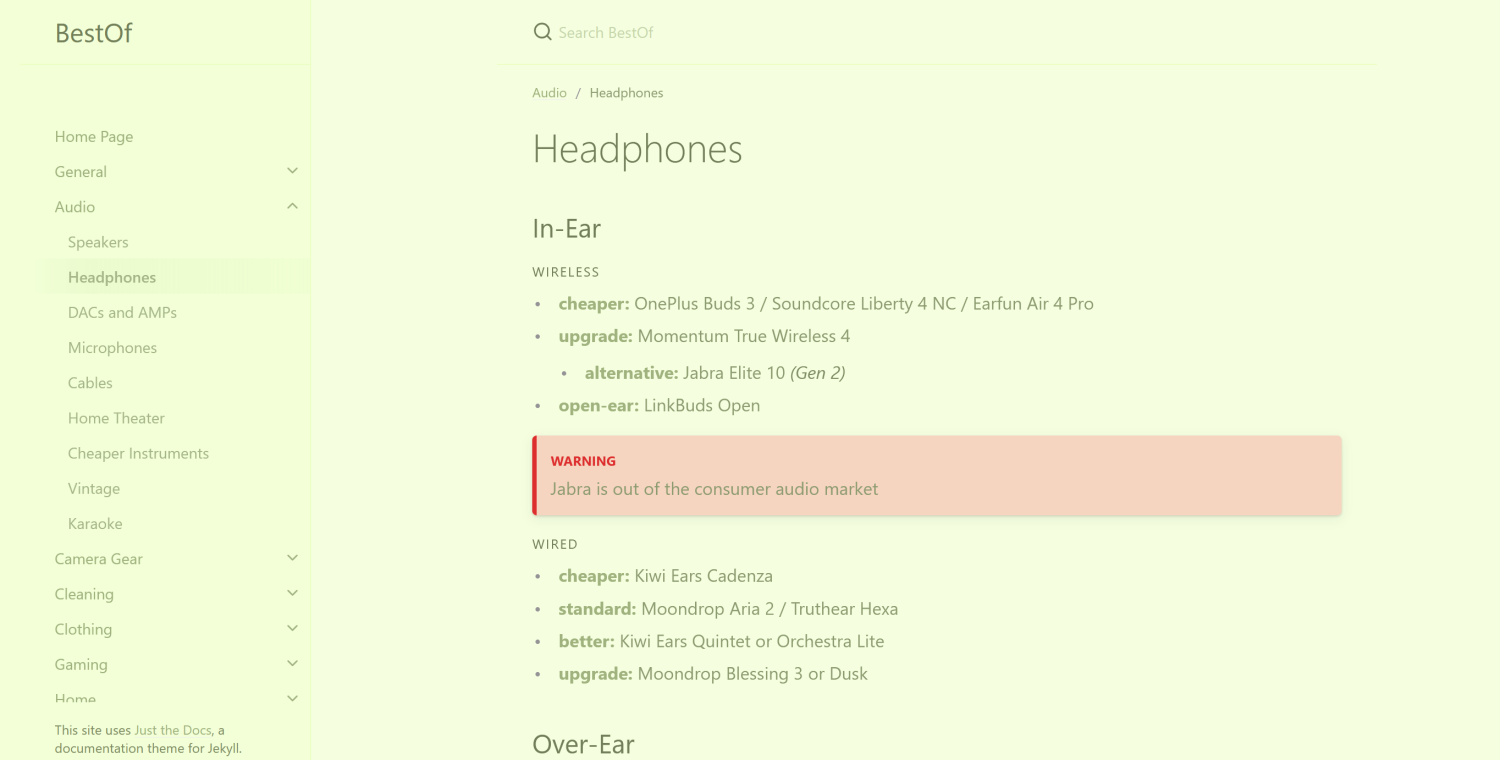 BestOf
Search BestOf
Home Page
General
Audio
Speakers
Headphones
DACs and AMPs
Microphones
Cables
Home Theater
Cheaper Instruments
Vintage
Karaoke
Camera Gear
Cleaning
Clothing
Gaming
Home
This site uses Just the Docs, a
documentation theme for Jekyll.
Audio / Headphones
Headphones
In-Ear
WIRELESS
• cheaper: OnePlus Buds 3 / Soundcore Liberty 4 NC / Earfun Air 4 Pro
• upgrade: Momentum True Wireless 4
• alternative: Jabra Elite 10 (Gen 2)
• open-ear: LinkBuds Open
WARNING
Jabra is out of the consumer audio market
WIRED
• cheaper: Kiwi Ears Cadenza
• standard: Moondrop Aria 2 / Truthear Hexa
• better: Kiwi Ears Quintet or Orchestra Lite
• upgrade: Moondrop Blessing 3 or Dusk
Over-Ear